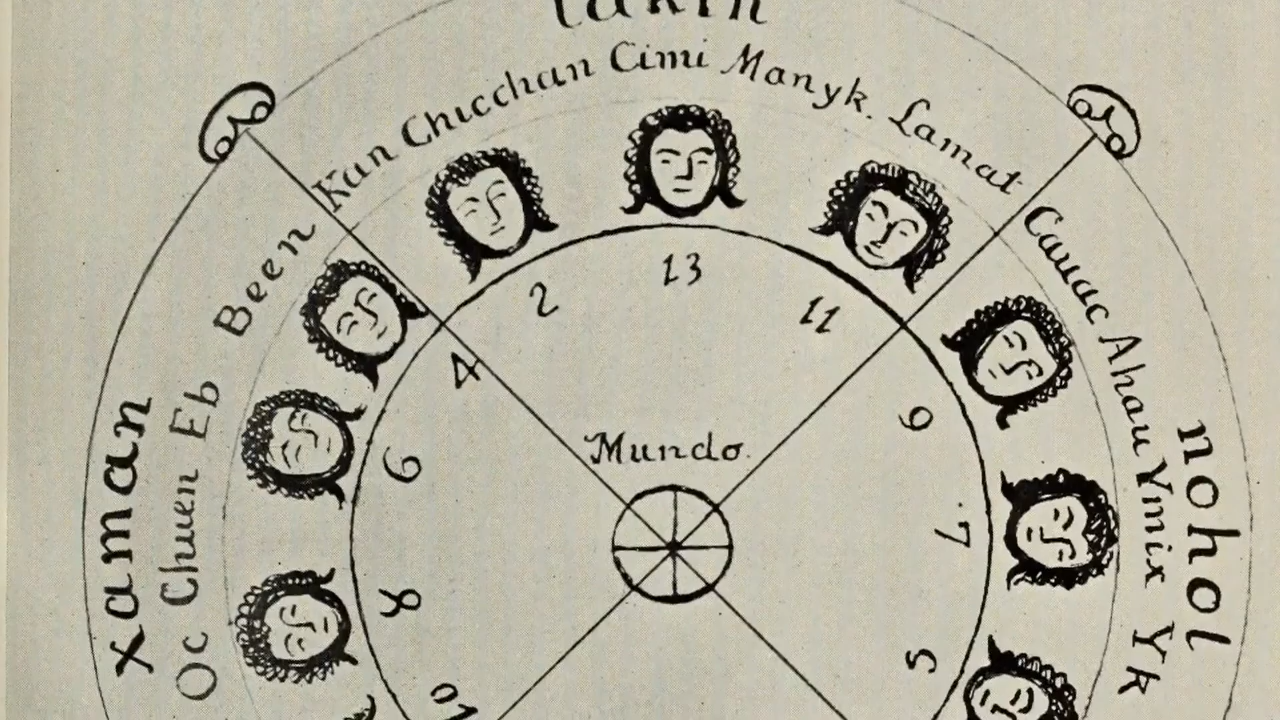 Kan Chicchan Cimi Manyk. Lamat
Cauac Ahau Ymix Yk
nohol
xaman
Oc Chuen Eb Been
2
13
11
4
9
6
7
8
5
10
Mundo.